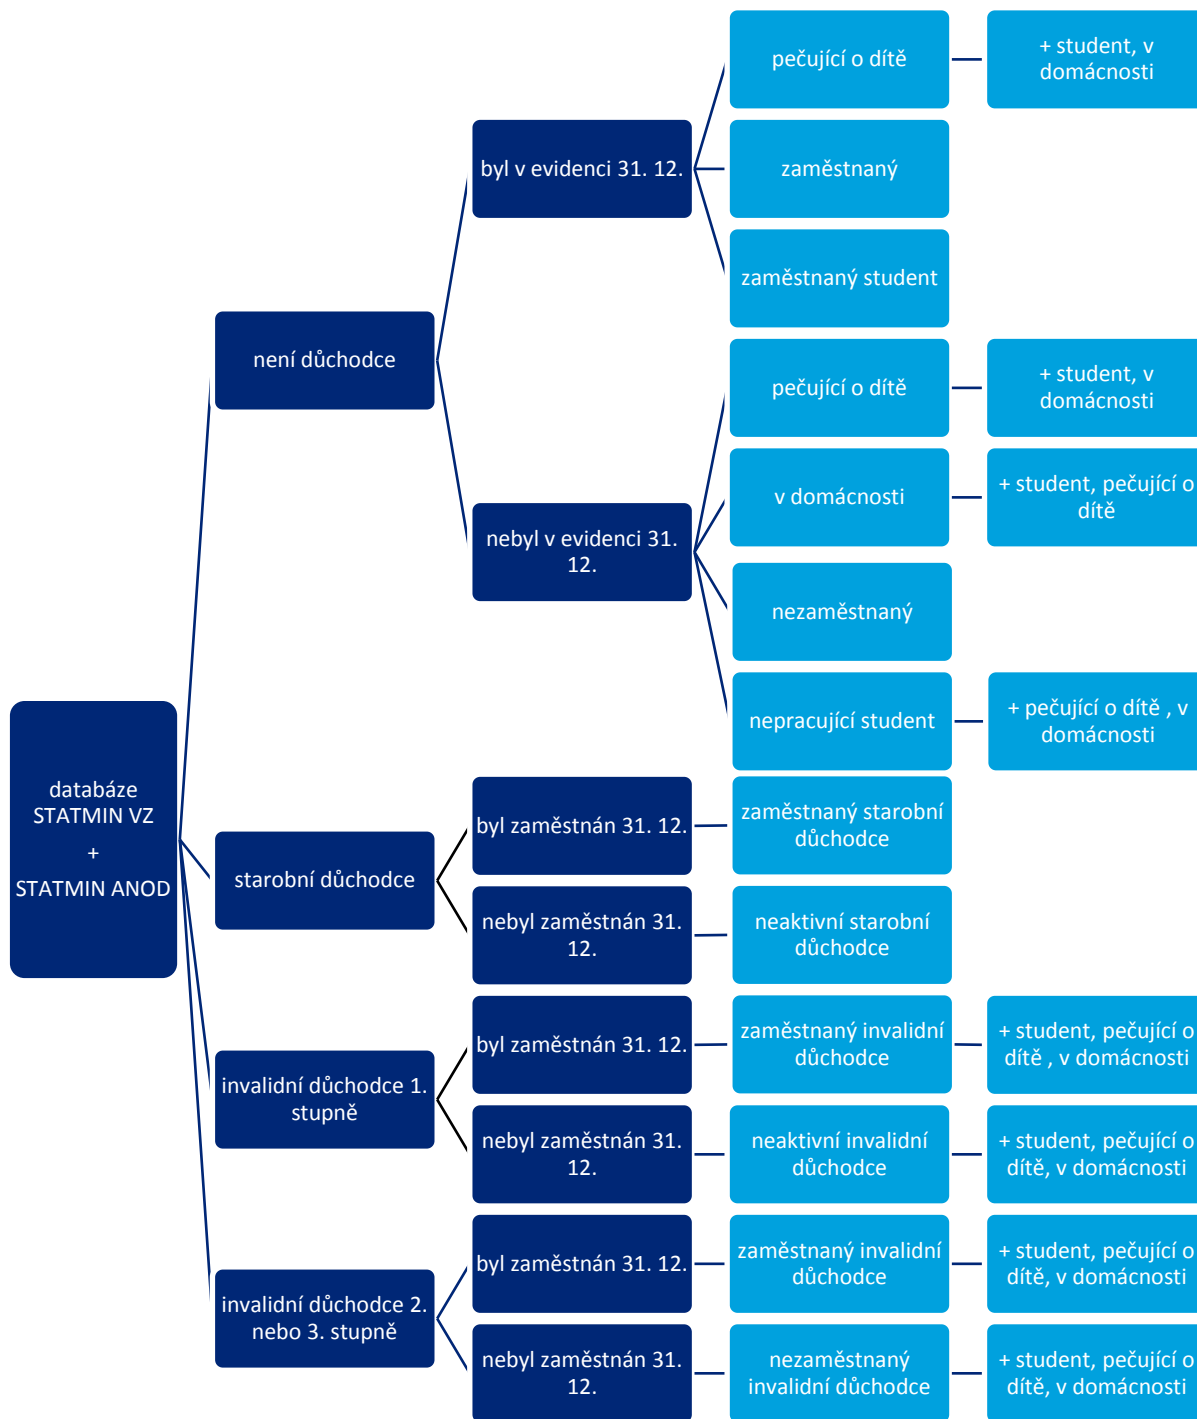 pečující o dítě
+ student, v
domácnosti
byl v evidenci 31. 12.
zaměstnaný
zaměstnaný student
není důchodce
pečující o dítě
+ student, v
domácnosti
v domácnosti
+ student, pečující o
dítě
nebyl v evidenci 31.
12.
nezaměstnaný
nepracující student
+ pečující o dítě , v
domácnosti
databáze
STATMIN VZ
+
STATMIN ANOD
starobní důchodce
byl zaměstnán 31. 12.
zaměstnaný starobní
důchodce
nebyl zaměstnán 31.
12.
neaktivní starobní
důchodce
invalidní důchodce 1.
stupně
byl zaměstnán 31. 12.
zaměstnaný invalidní
důchodce
+ student, pečující o
dítě , v domácnosti
nebyl zaměstnán 31.
12.
neaktivní invalidní
důchodce
+ student, pečující o
dítě, v domácnosti
invalidní důchodce 2.
nebo 3. stupně
byl zaměstnán 31. 12.
zaměstnaný invalidní
důchodce
+ student, pečující o
dítě, v domácnosti
nebyl zaměstnán 31.
12.
nezaměstnaný
invalidní důchodce
+ student, pečující o
dítě, v domácnosti